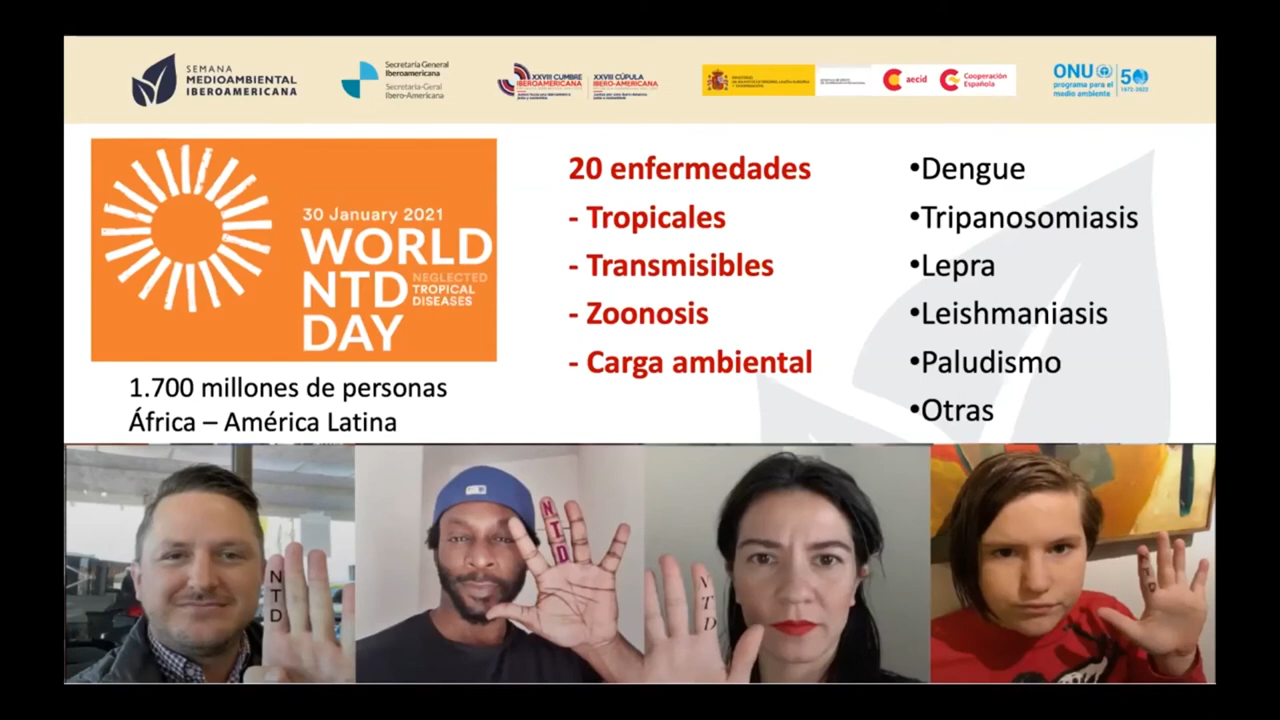 SEMANA
MEDIOAMBIENTAL
IBEROAMERICANA
Secretaría General
Iberoamericana
Secretaria-Geral
Ibero-Americana
XXVIII CUMBRE
IBEROAMERICANA
XXVIII CÚPULA
IBERO-AMERICANA
aecid
Cooperación
Española
ONU
programa para el
medio ambiente
50
1972-2022
30 January 2021
WORLD
NTD
DAY
NEGLECTED
TROPICAL
DISEASES
1.700 millones de personas
África – América Latina
20 enfermedades
- Tropicales
- Transmisibles
- Zoonosis
- Carga ambiental
•Dengue
•Tripanosomiasis
•Lepra
•Leishmaniasis
•Paludismo
•Otras
NTD
NTD
NTD